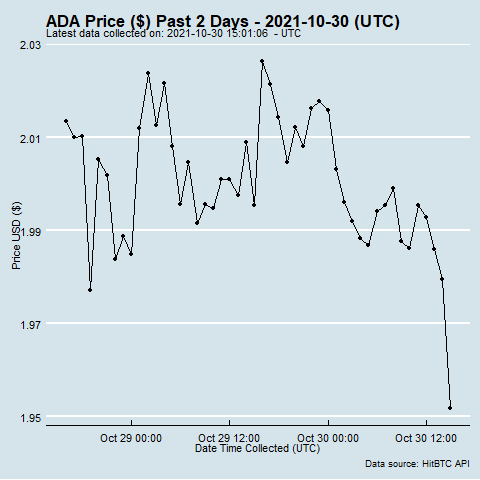 ADA Price ($) Past 2 Days - 2021-10-30 (UTC)
Latest data collected on: 2021-10-30 15:01:06 - UTC
2.03
2.01
1.99
1.97
1.95
Price USD ($)
Oct 29 00:00
Oct 29 12:00
Oct 30 00:00
Oct 30 12:00
Date Time Collected (UTC)
Data source: HitBTC API